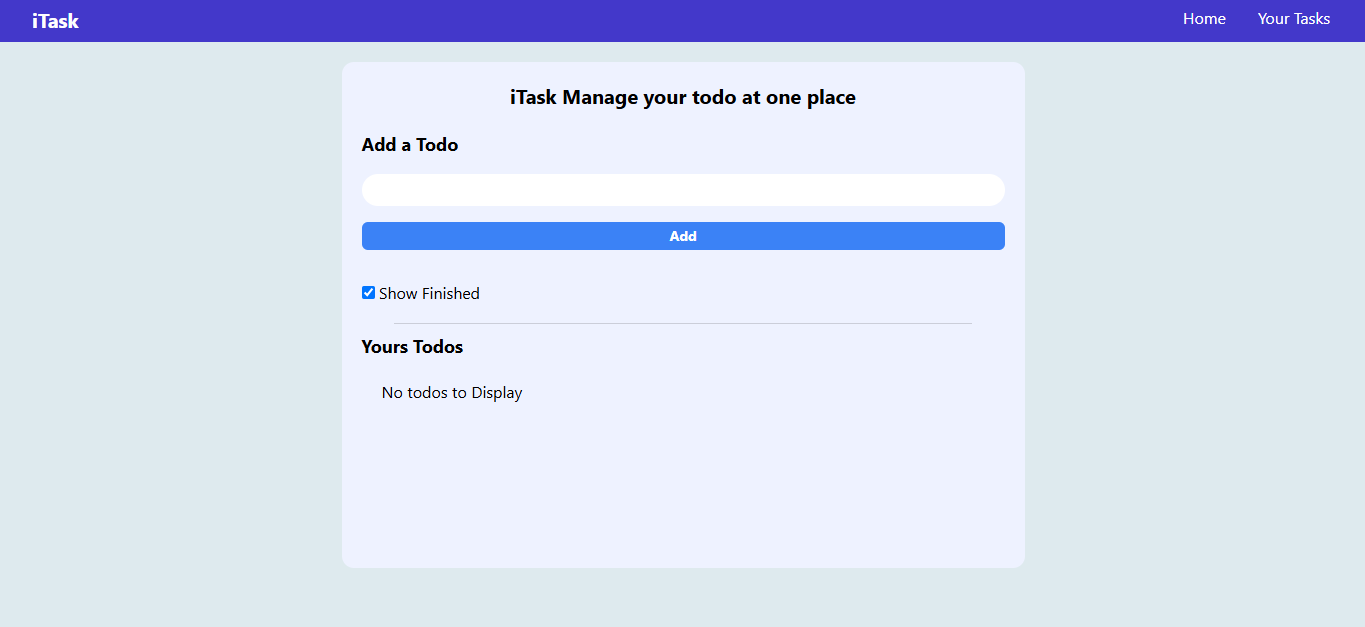 iTask Home Your Tasks
iTask Manage your todo at one place
Add a Todo
Add
Show Finished
Yours Todos
No todos to Display